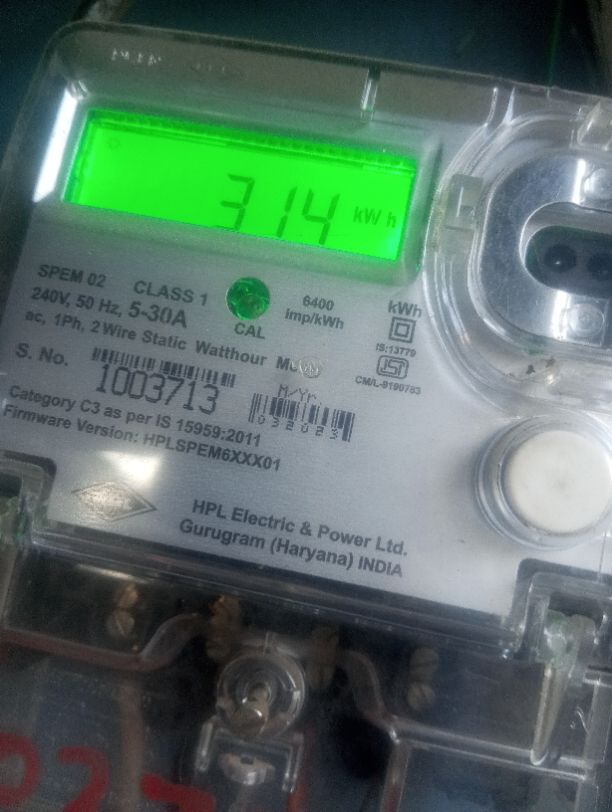 314 kWh
SPEM 02 CLASS 1
6400 imp/kWh
kWh
240V, 50 Hz, 5-30A
CAL
IS:13779
ac, 1Ph, 2 Wire Static Watthour
CM/L-9190783
S. No. 1003713
M/Yr.
032023
Category C3 as per IS 15959:2011
Firmware Version: HPLSPEM6XXX01
HPL Electric & Power Ltd.
Gurugram (Haryana) INDIA